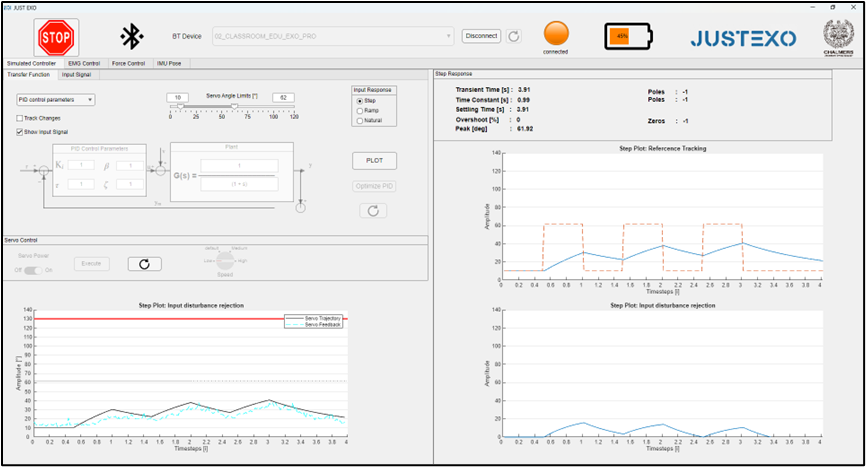 JUST EXO
STOP
BT Device
02_CLASSROOM_EDU_EXO_PRO
Disconnect
connected
45%
JUSTEXO
CHALMERS
Simulated Controller EMG Control Force Control IMU Pose
Transfer Function Input Signal
PID control parameters
Track Changes
Show Input Signal
10 Servo Angle Limits [°] 62
0 25 50 75 100 120
Input Response
Step
Ramp
Natural
PID Control Parameters
Plant
K 1 β 1
1 ζ 1
G(s) =
1
(1 + s)
PLOT
Optimize PID
Servo Control
Servo Power
Off On
Execute
Default Medium
Low High
Speed
Step Response
Transient Time [s] : 3.91
Time Constant [s] : 0.99
Settling Time [s] : 3.91
Overshoot [%] : 0
Peak [deg] : 61.92
Poles : -1
Poles : -1
Zeros : -1
Step Plot: Refercence Tracking
Amplitude
140
120
100
80
60
40
20
0
0 0.2 0.4 0.6 0.8 1 1.2 1.4 1.6 1.8 2 2.2 2.4 2.6 2.8 3 3.2 3.4 3.6 3.8 4
Timesteps [i]
Step Plot: Input disturbance rejection
Servo Trajectory
Servo Feedback
Amplitude [°]
140
130
120
110
100
90
80
70
60
50
40
30
20
10
0
0 0.2 0.4 0.6 0.8 1 1.2 1.4 1.6 1.8 2 2.2 2.4 2.6 2.8 3 3.2 3.4 3.6 3.8 4
Timesteps [i]
Step Plot: Input disturbance rejection
Amplitude
140
120
100
80
60
40
20
0
0 0.2 0.4 0.6 0.8 1 1.2 1.4 1.6 1.8 2 2.2 2.4 2.6 2.8 3 3.2 3.4 3.6 3.8 4
Timesteps [i]